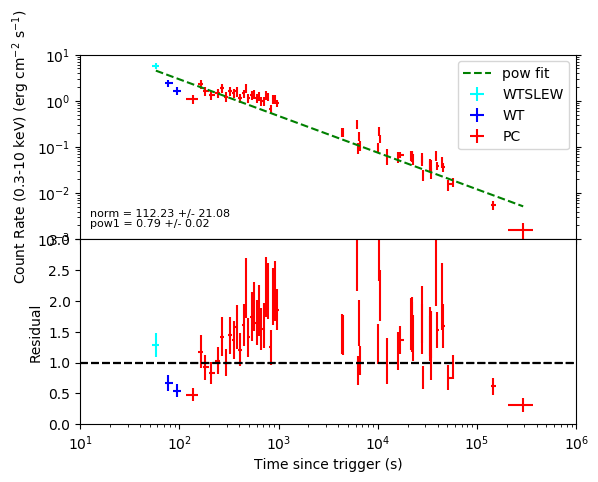 Count Rate (0.3-10 keV) (erg cm⁻² s⁻¹)
10¹
10⁰
10⁻¹
10⁻²
10⁻³
pow fit
WTSLEW
WT
PC
norm = 112.23 +/- 21.08
pow1 = 0.79 +/- 0.02
Residual
3.0
2.5
2.0
1.5
1.0
0.5
0.0
10¹ 10² 10³ 10⁴ 10⁵ 10⁶
Time since trigger (s)